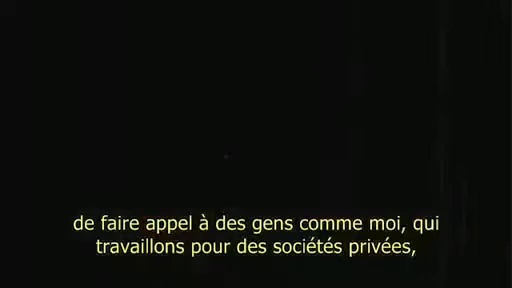 de faire appel à des gens comme moi, qui
travaillons pour des sociétés privées,